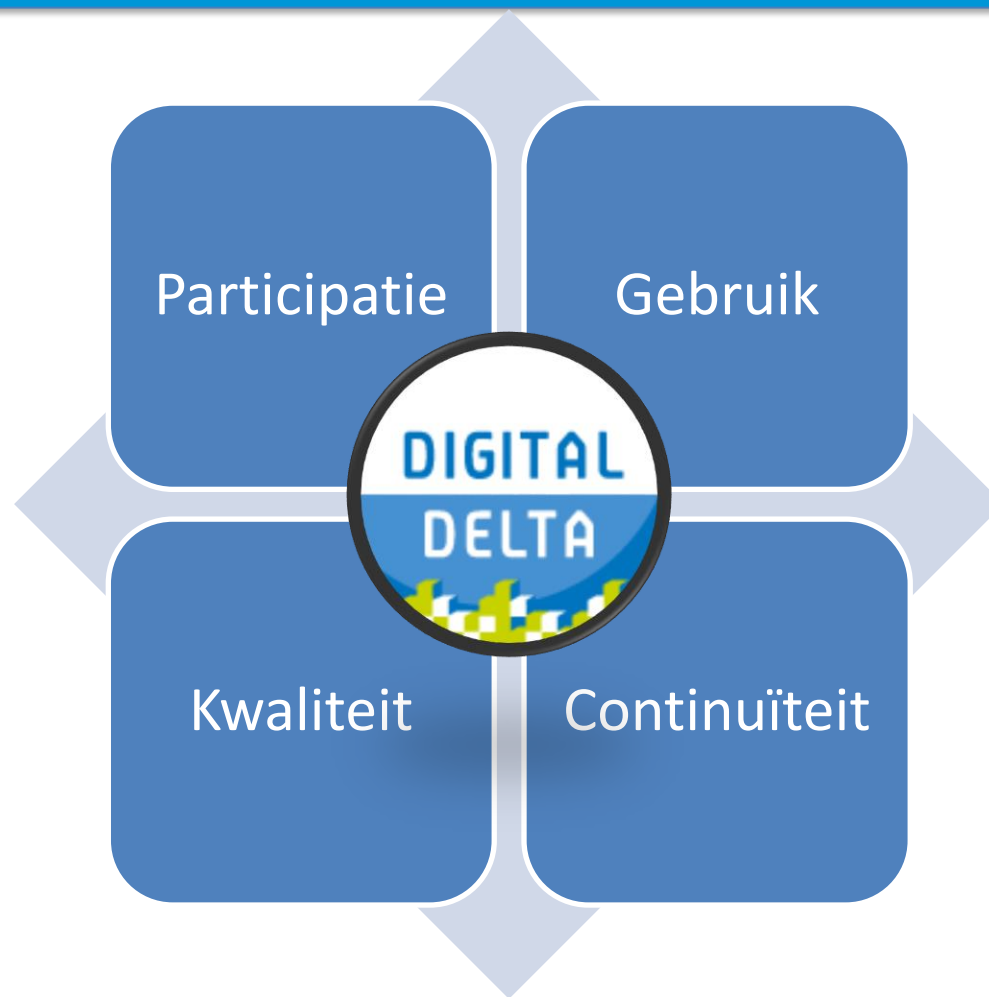 Participatie
Gebruik
DIGITAL
DELTA
Kwaliteit
Continuïteit